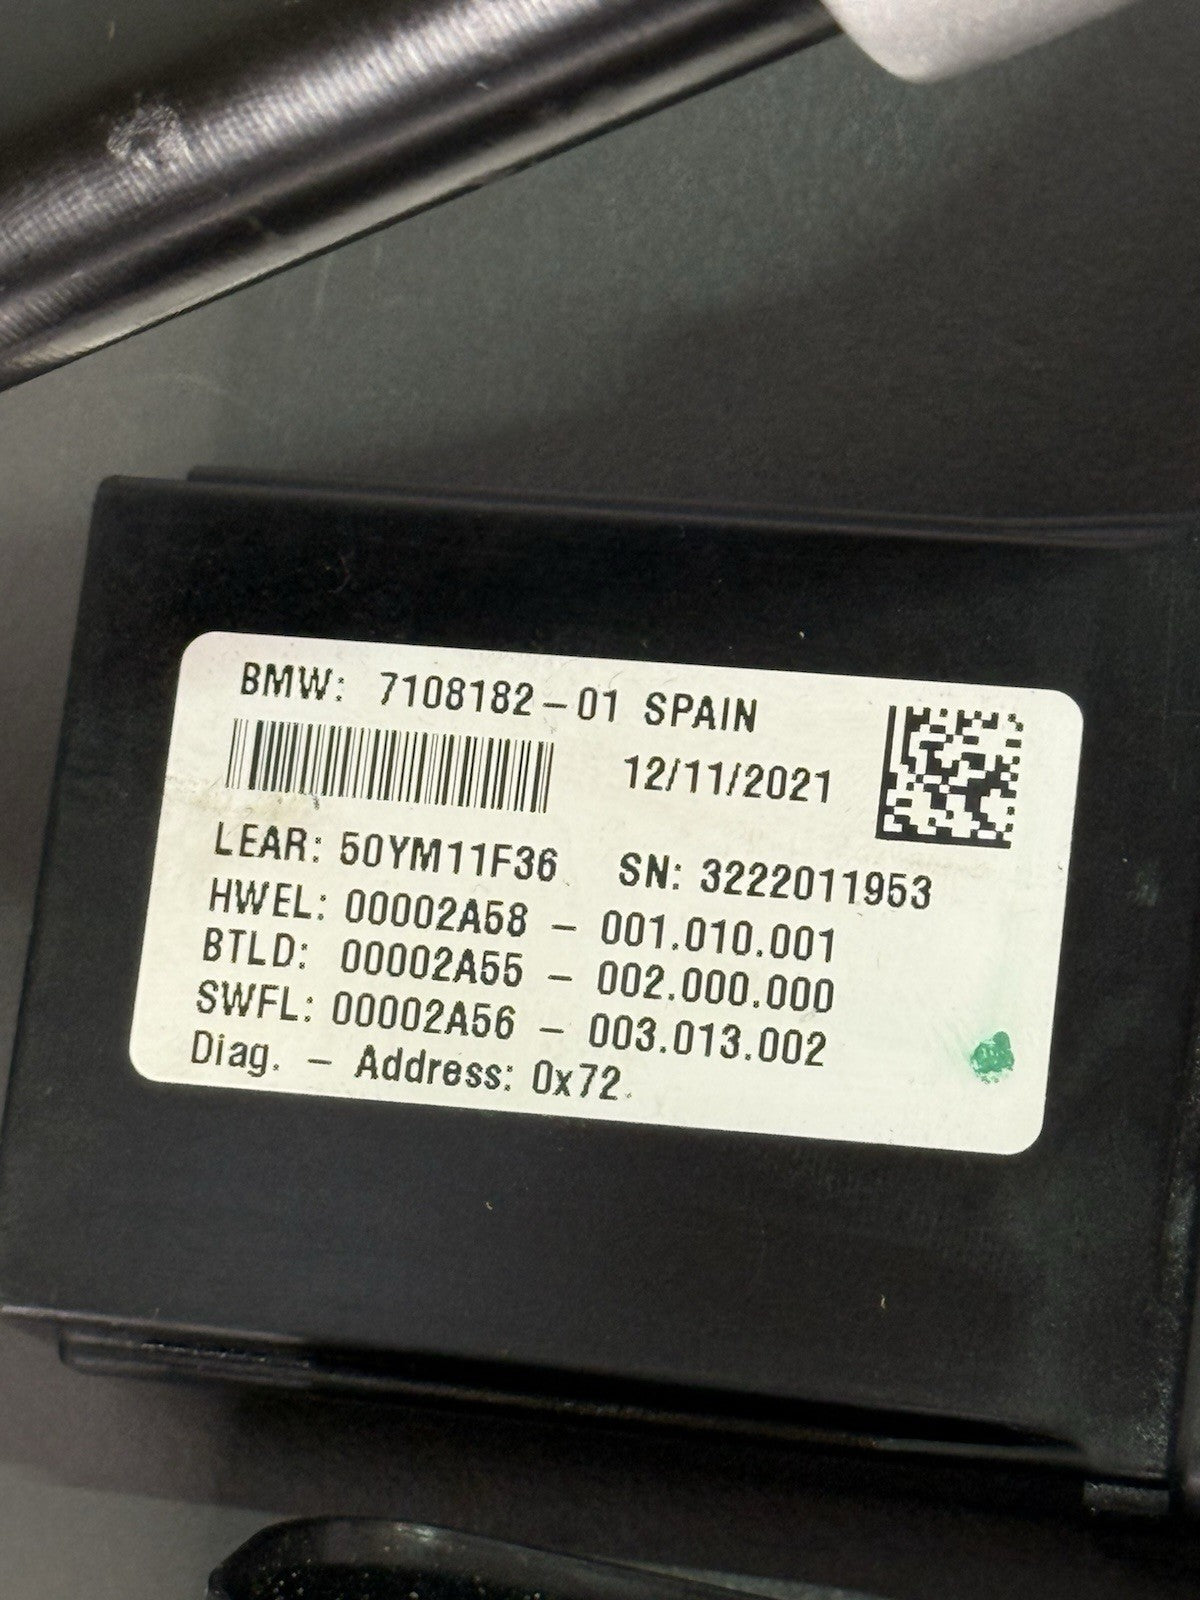 BMW: 7108182-01 SPAIN
12/11/2021
LEAR: 50YM11F36 SN: 3222011953
HWEL: 00002A58 - 001.010.001
BTLD: 00002A55 - 002.000.000
SWFL: 00002A56 - 003.013.002
Diag. - Address: 0x72